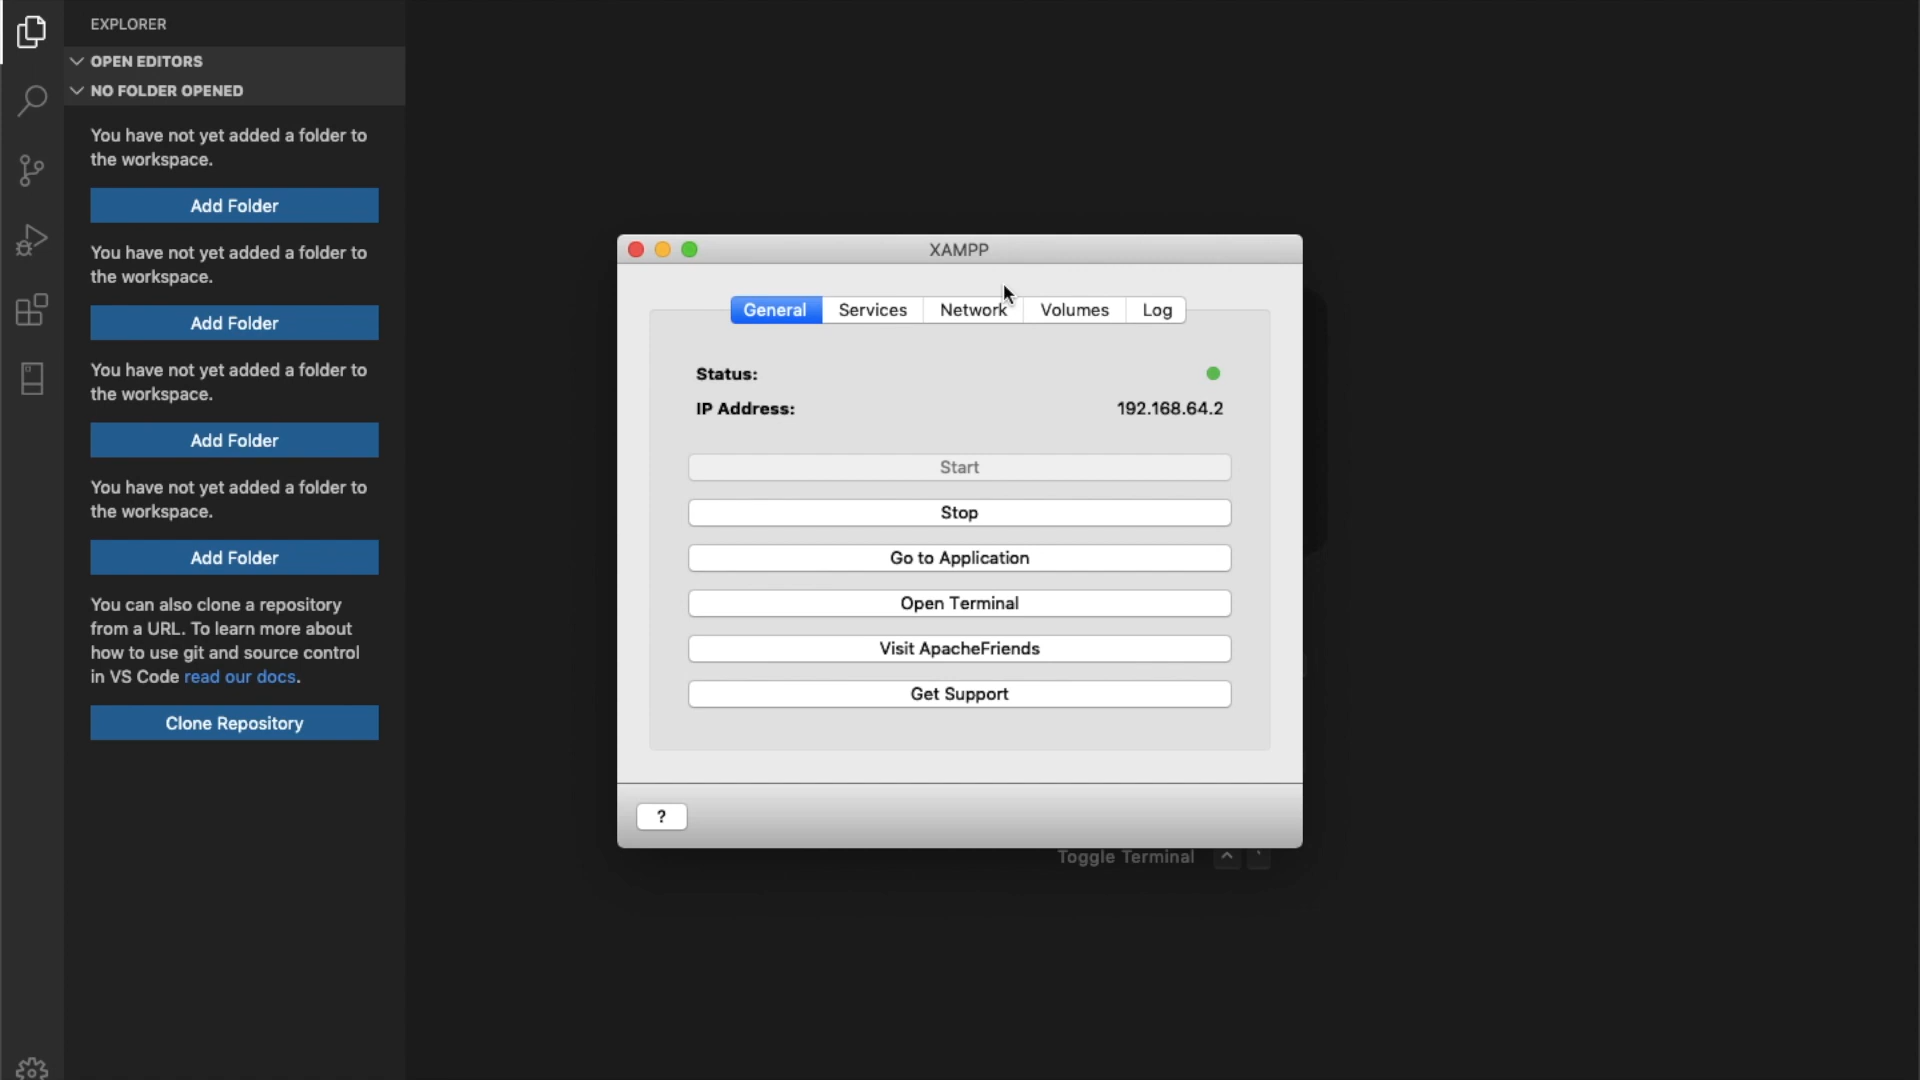 EXPLORER
OPEN EDITORS
NO FOLDER OPENED
You have not yet added a folder to
the workspace.
Add Folder
You have not yet added a folder to
the workspace.
Add Folder
You have not yet added a folder to
the workspace.
Add Folder
You have not yet added a folder to
the workspace.
Add Folder
You can also clone a repository
from a URL. To learn more about
how to use git and source control
in VS Code read our docs.
Clone Repository
XAMPP
General Services Network Volumes Log
Status:
IP Address: 192.168.64.2
Start
Stop
Go to Application
Open Terminal
Visit ApacheFriends
Get Support
?
Toggle Terminal ^ `